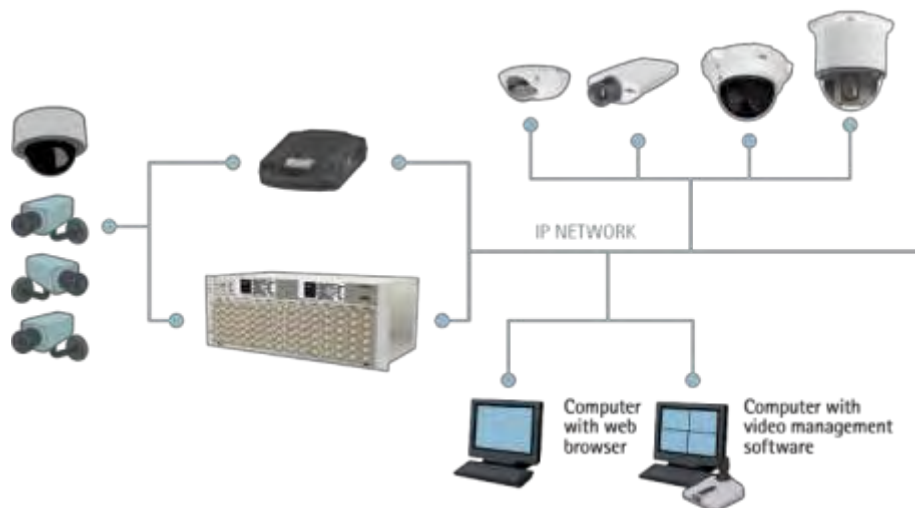 IP NETWORK
Computer
with web
browser
Computer with
video management
software